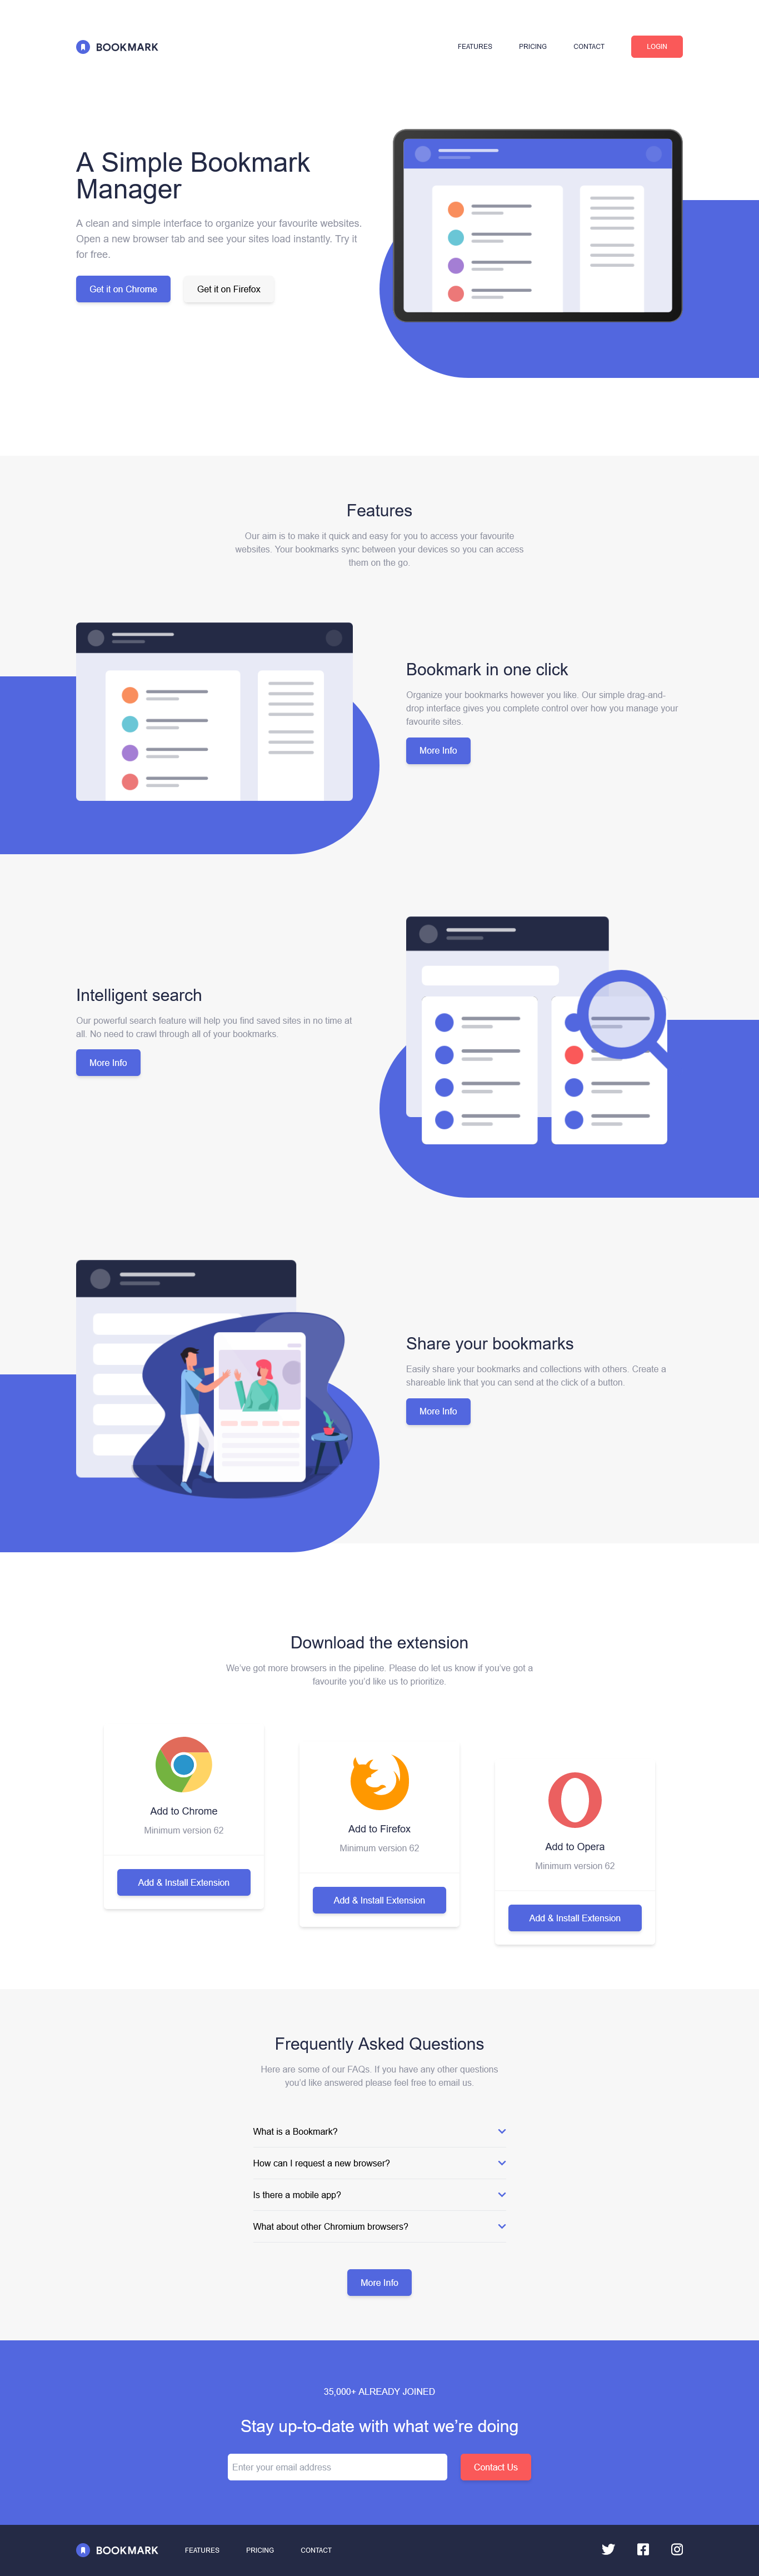 BOOKMARK
FEATURES PRICING CONTACT LOGIN
A Simple Bookmark
Manager
A clean and simple interface to organize your favourite websites.
Open a new browser tab and see your sites load instantly. Try it
for free.
Get it on Chrome Get it on Firefox
Features
Our aim is to make it quick and easy for you to access your favourite
websites. Your bookmarks sync between your devices so you can access
them on the go.
Bookmark in one click
Organize your bookmarks however you like. Our simple drag-and-
drop interface gives you complete control over how you manage your
favourite sites.
More Info
Intelligent search
Our powerful search feature will help you find saved sites in no time at
all. No need to crawl through all of your bookmarks.
More Info
Share your bookmarks
Easily share your bookmarks and collections with others. Create a
shareable link that you can send at the click of a button.
More Info
Download the extension
We've got more browsers in the pipeline. Please do let us know if you've got a
favourite you'd like us to prioritize.
Add to Chrome
Minimum version 62
Add & Install Extension
Add to Firefox
Minimum version 62
Add & Install Extension
Add to Opera
Minimum version 62
Add & Install Extension
Frequently Asked Questions
Here are some of our FAQs. If you have any other questions
you'd like answered please feel free to email us.
What is a Bookmark?
How can I request a new browser?
Is there a mobile app?
What about other Chromium browsers?
More Info
35,000+ ALREADY JOINED
Stay up-to-date with what we're doing
Enter your email address Contact Us
BOOKMARK FEATURES PRICING CONTACT